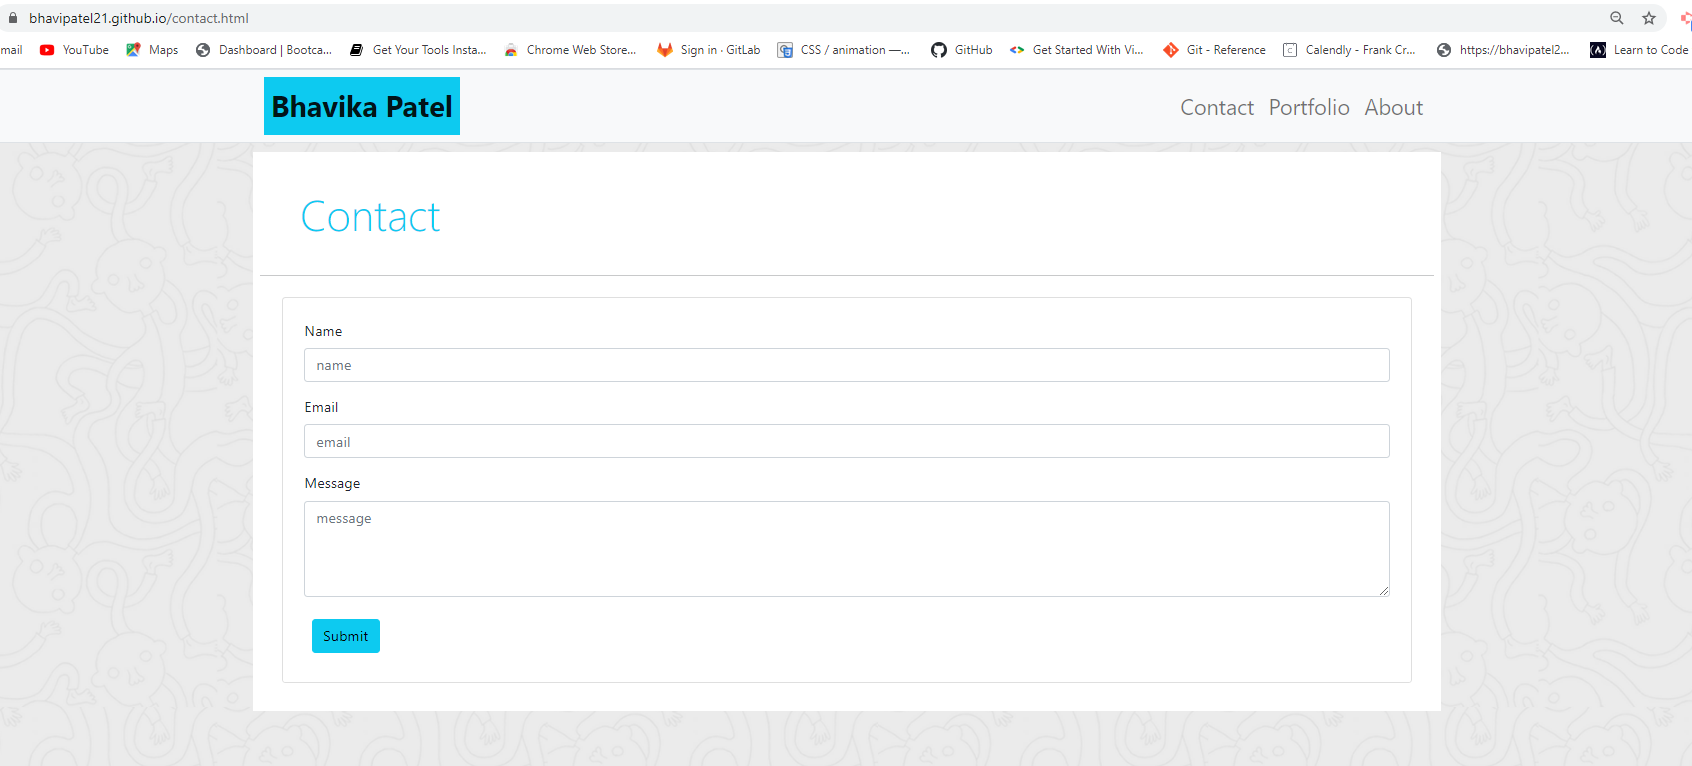 bhavipatel21.github.io/contact.html
mail YouTube Maps Dashboard | Bootca... Get Your Tools Insta... Chrome Web Store... Sign in · GitLab CSS / animation —... GitHub Get Started With Vi... Git - Reference Calendly - Frank Cr... https://bhavipatel2... Learn to Code
Bhavika Patel Contact Portfolio About
Contact
Name
name
Email
email
Message
message
Submit